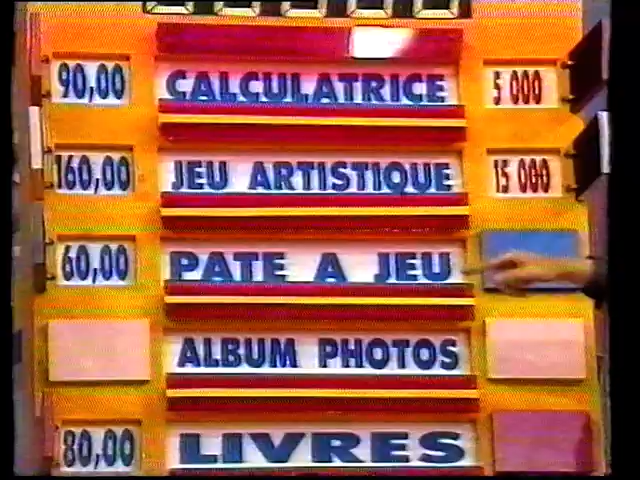 90,00 CALCULATRICE 5 000
160,00 JEU ARTISTIQUE 15 000
60,00 PATE A JEU
ALBUM PHOTOS
80,00 LIVRES